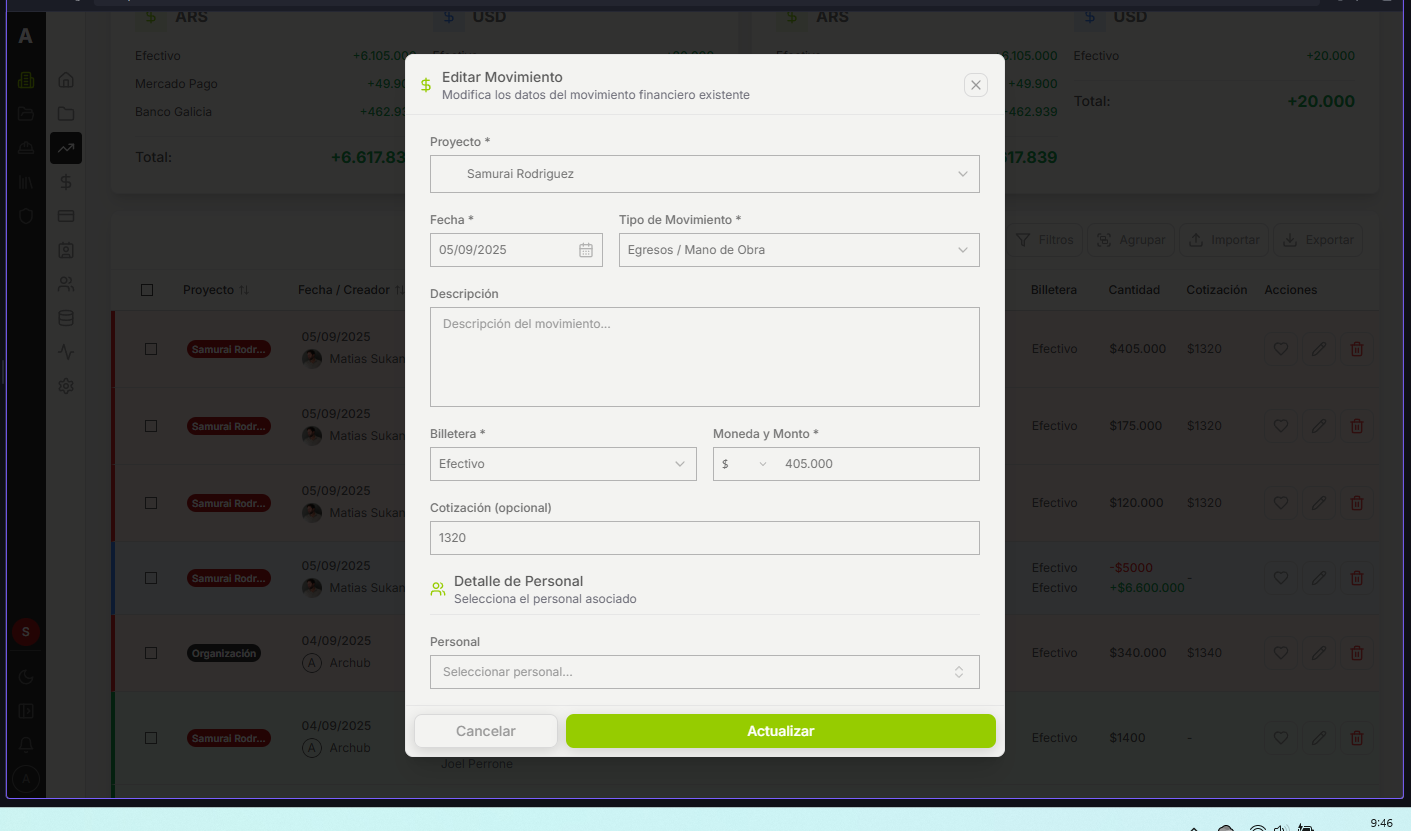 A
$ ARS
$ USD
$ ARS
$ USD
Efectivo +6.105.000
Efectivo
+6.105.000
Efectivo +20.000
Mercado Pago +49.900
+49.900
Banco Galicia +462.93
+462.939
Total: +20.000
Total: +6.617.83
17.839
Editar Movimiento
Modifica los datos del movimiento financiero existente
Proyecto *
Samurai Rodriguez
Fecha *
Tipo de Movimiento *
05/09/2025
Egresos / Mano de Obra
Descripción
Descripción del movimiento...
Billetera *
Moneda y Monto *
Efectivo
$ 405.000
Cotización (opcional)
1320
Detalle de Personal
Selecciona el personal asociado
Personal
Seleccionar personal...
Cancelar
Actualizar
Filtros
Agrupar
Importar
Exportar
Proyecto
Fecha / Creador
Billetera
Cantidad
Cotización
Acciones
Samurai Rodr...
05/09/2025
Matias Sukan
Efectivo $405.000 $1320
Samurai Rodr...
05/09/2025
Matias Sukan
Efectivo $175.000 $1320
Samurai Rodr...
05/09/2025
Matias Sukan
Efectivo $120.000 $1320
Samurai Rodr...
05/09/2025
Matias Sukan
Efectivo -$5000
Efectivo +$6.600.000
-
Organización
04/09/2025
A Archub
Efectivo $340.000 $1340
Samurai Rodr...
04/09/2025
A Archub
Joel Perrone
Efectivo $1400 -
S
A
9:46